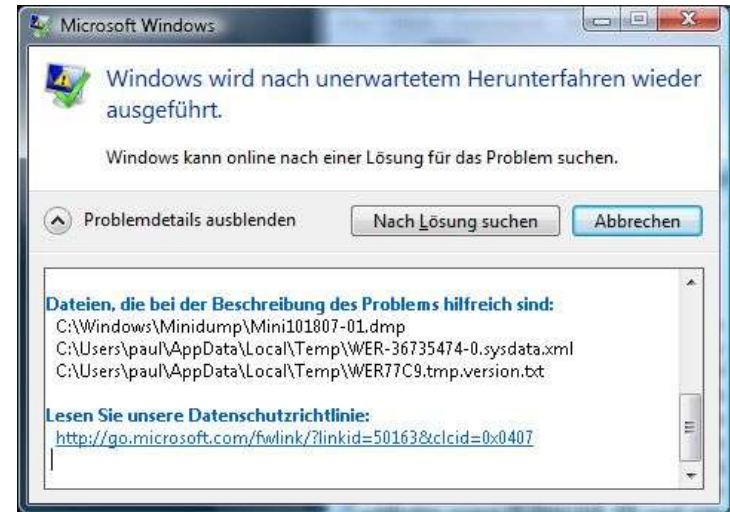 Microsoft Windows
Windows wird nach unerwartetem Herunterfahren wieder
ausgeführt.
Windows kann online nach einer Lösung für das Problem suchen.
Problemdetails ausblenden
Nach Lösung suchen
Abbrechen
Dateien, die bei der Beschreibung des Problems hilfreich sind:
C:\Windows\Minidump\Mini101807-01.dmp
C:\Users\paul\AppData\Local\Temp\WER-36735474-0.sysdata.xml
C:\Users\paul\AppData\Local\Temp\WER77C9.tmp.version.txt
Lesen Sie unsere Datenschutzrichtlinie:
http://go.microsoft.com/fwlink/?linkid=50163&clcid=0x0407